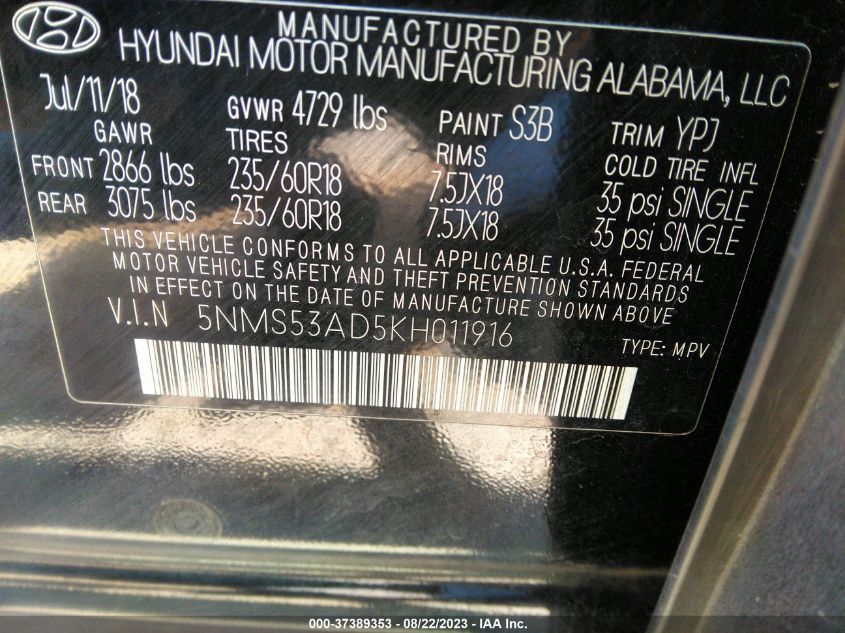 MANUFACTURED BY
HYUNDAI MOTOR MANUFACTURING ALABAMA, LLC
Jul/11/18 GVWR 4729 lbs PAINT S3B TRIM YPJ
GAWR TIRES RIMS COLD TIRE INFL
FRONT 2866 lbs 235/60R18 7.5JX18 35 psi SINGLE
REAR 3075 lbs 235/60R18 7.5JX18 35 psi SINGLE
THIS VEHICLE CONFORMS TO ALL APPLICABLE U.S.A. FEDERAL
MOTOR VEHICLE SAFETY AND THEFT PREVENTION STANDARDS
IN EFFECT ON THE DATE OF MANUFACTURE SHOWN ABOVE
V.I.N 5NMS53AD5KH011916
TYPE: MPV
000-37389353 - 08/22/2023 - IAA Inc.